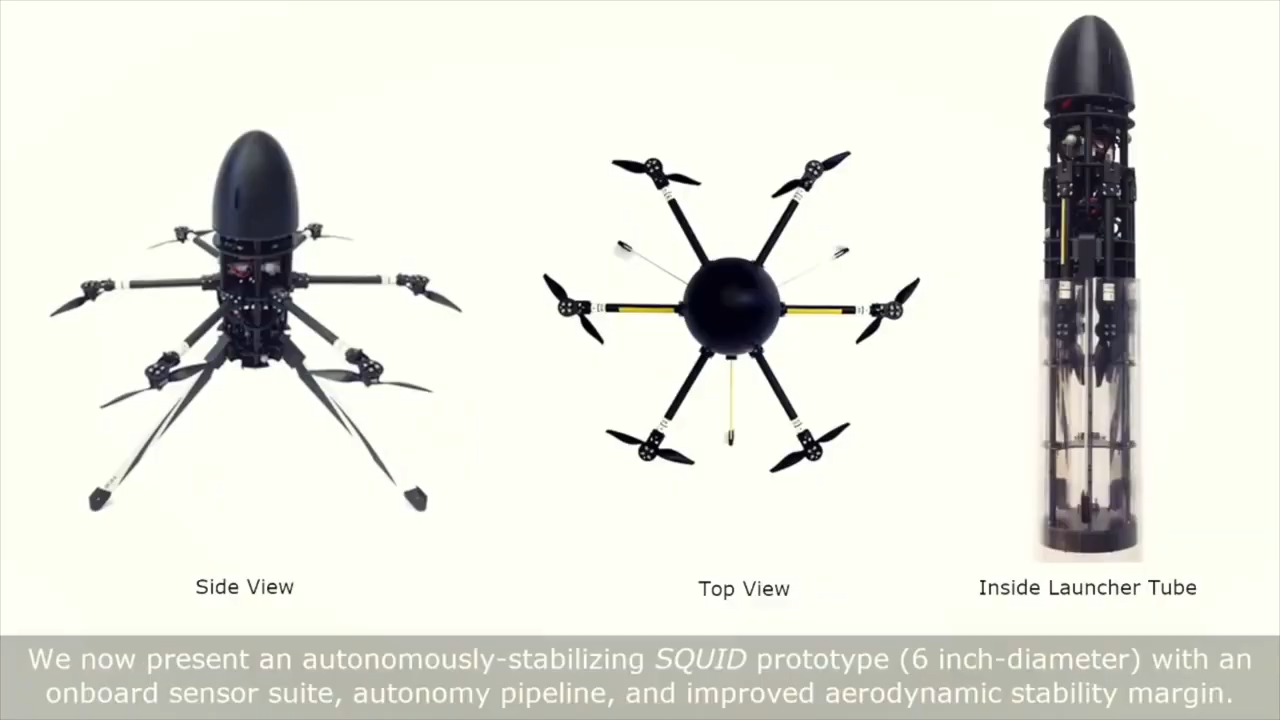 Side View
Top View
Inside Launcher Tube
We now present an autonomously-stabilizing SQUID prototype (6 inch-diameter) with an
onboard sensor suite, autonomy pipeline, and improved aerodynamic stability margin.